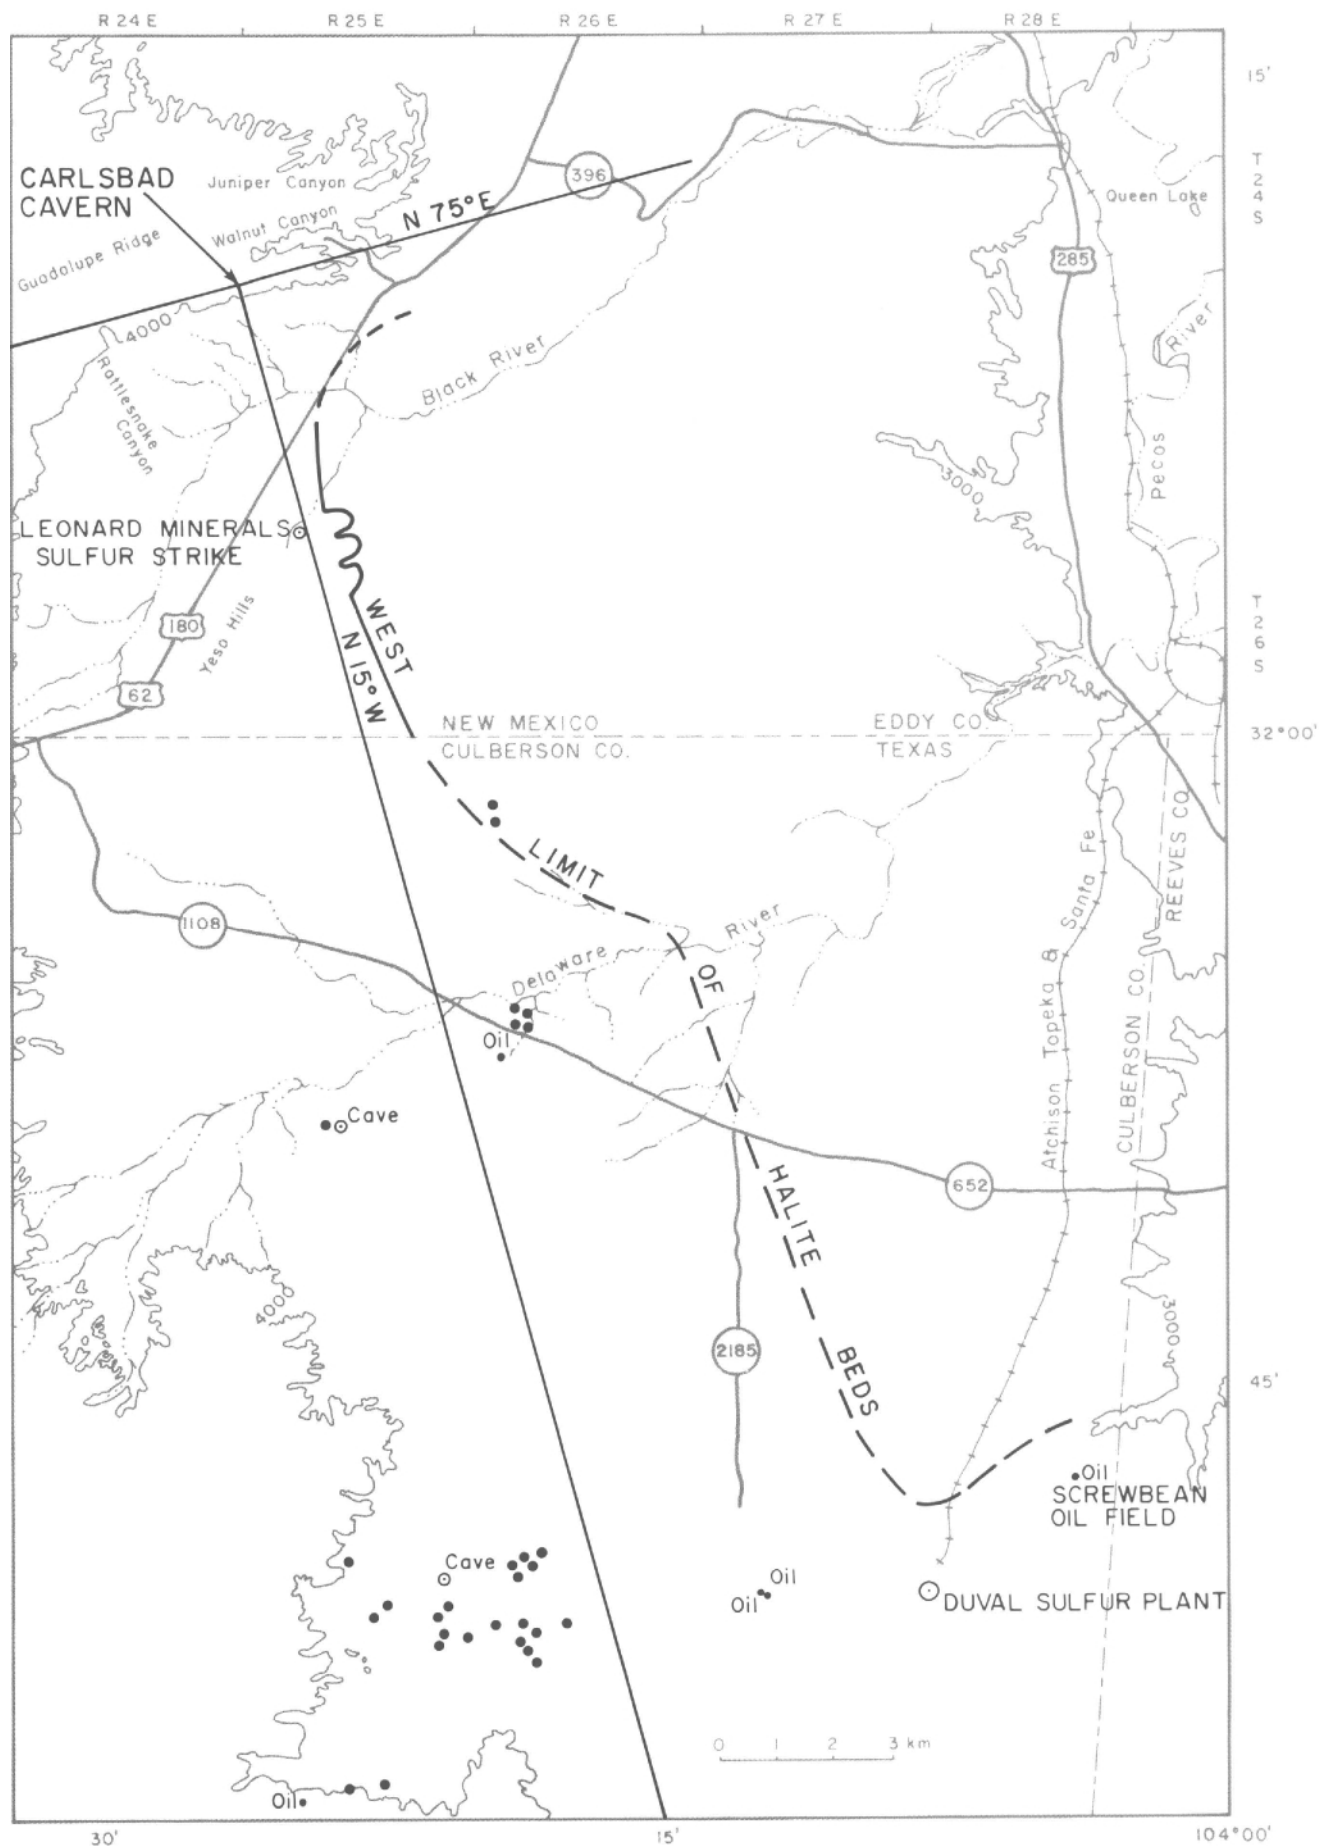 R 24 E R 25 E R 26 E R 27 E R 28 E
15'
T
2
4
S
396
CARLSBAD
CAVERN
Juniper Canyon
Walnut Canyon
Guadalupe Ridge
N 75° E
Queen Lake
285
River
4000
Rattlesnake
Canyon
Black River
3000
Pecos
LEONARD MINERALS
SULFUR STRIKE
T
2
6
S
180
Yeso Hills
62
WEST
N 15° W
NEW MEXICO
CULBERSON CO.
EDDY CO.
TEXAS
32°00'
LIMIT
REEVES CO.
CULBERSON CO.
Atchison Topeka & Santa Fe
1108
Delaware River
OF
Oil
Cave
652
HALITE
4000
3000
2185
BEDS
45'
Oil
SCREWBEAN
OIL FIELD
Cave
Oil
Oil
DUVAL SULFUR PLANT
0 1 2 3 km
Oil
30' 15' 104°00'